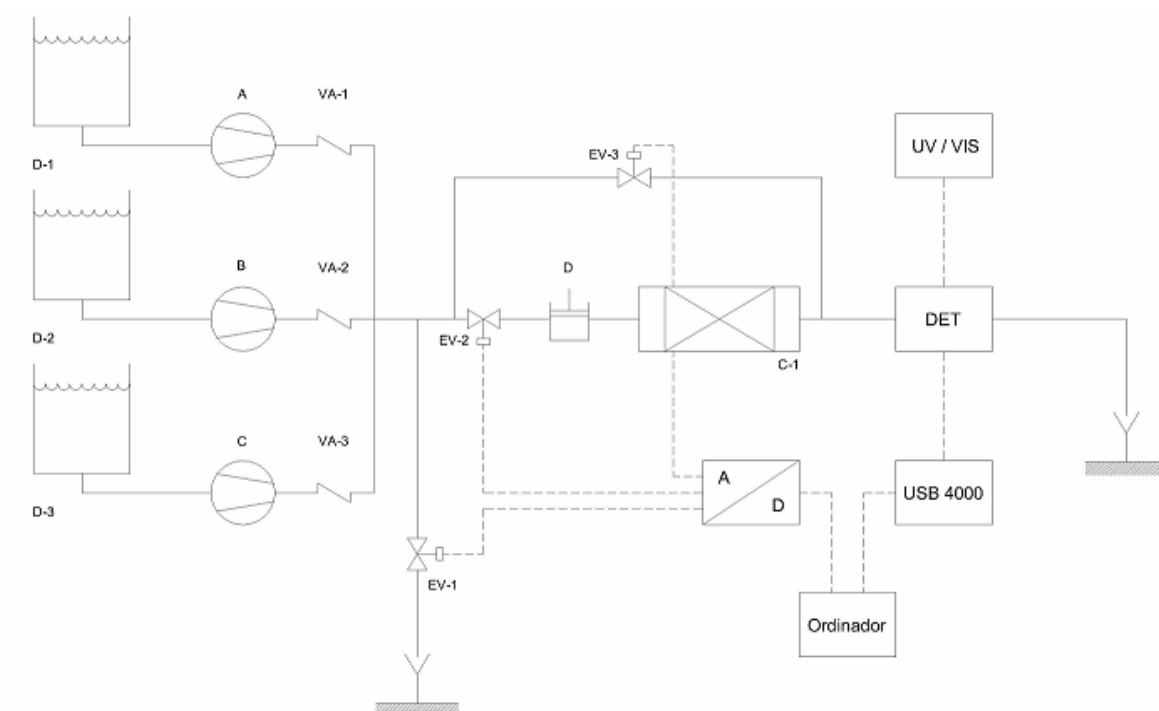 A
VA-1
D-1
EV-3
UV / VIS
B
VA-2
D
D-2
EV-2
C-1
DET
C
VA-3
D-3
A
D
USB 4000
EV-1
Ordinador